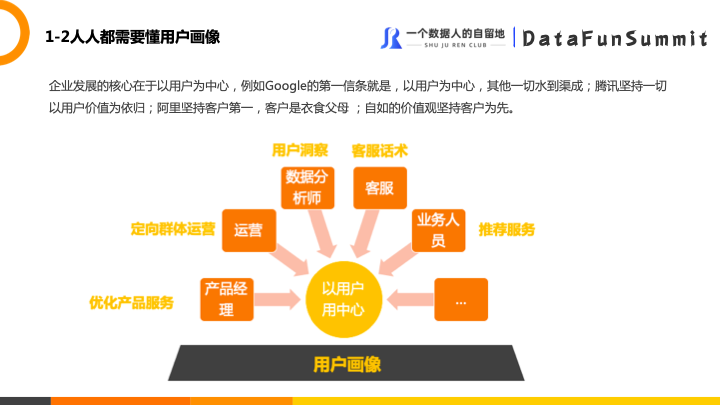 1-2人人都需要懂用户画像
一个数据人的自留地
SHU JU REN CLUB
DataFunSummit
企业发展的核心在于以用户为中心，例如Google的第一信条就是，以用户为中心，其他一切水到渠成；腾讯坚持一切
以用户价值为依归；阿里坚持客户第一，客户是衣食父母 ；自如的价值观坚持客户为先。
用户洞察
客服话术
数据分
析师
客服
定向群体运营
运营
业务人
员
推荐服务
优化产品服务
产品经
理
以用户
用中心
...
用户画像